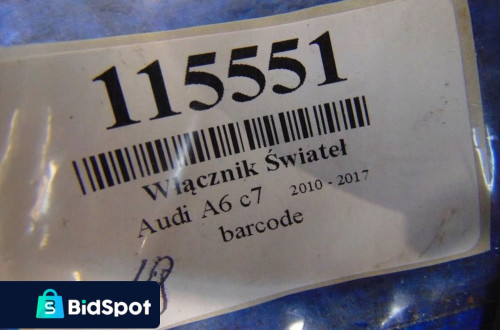 115551
Włącznik Świateł
Audi A6 c7 2010 - 2017
barcode
BidSpot